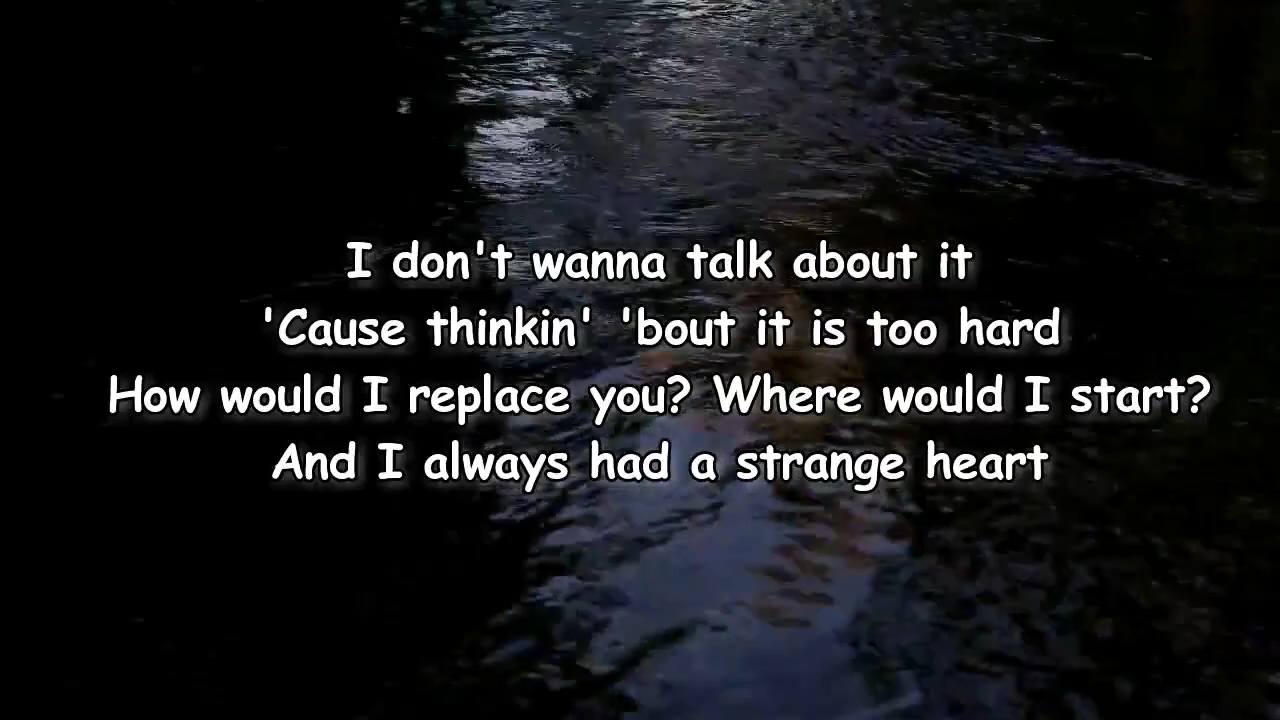 I don't wanna talk about it
'Cause thinkin' 'bout it is too hard
How would I replace you? Where would I start?
And I always had a strange heart